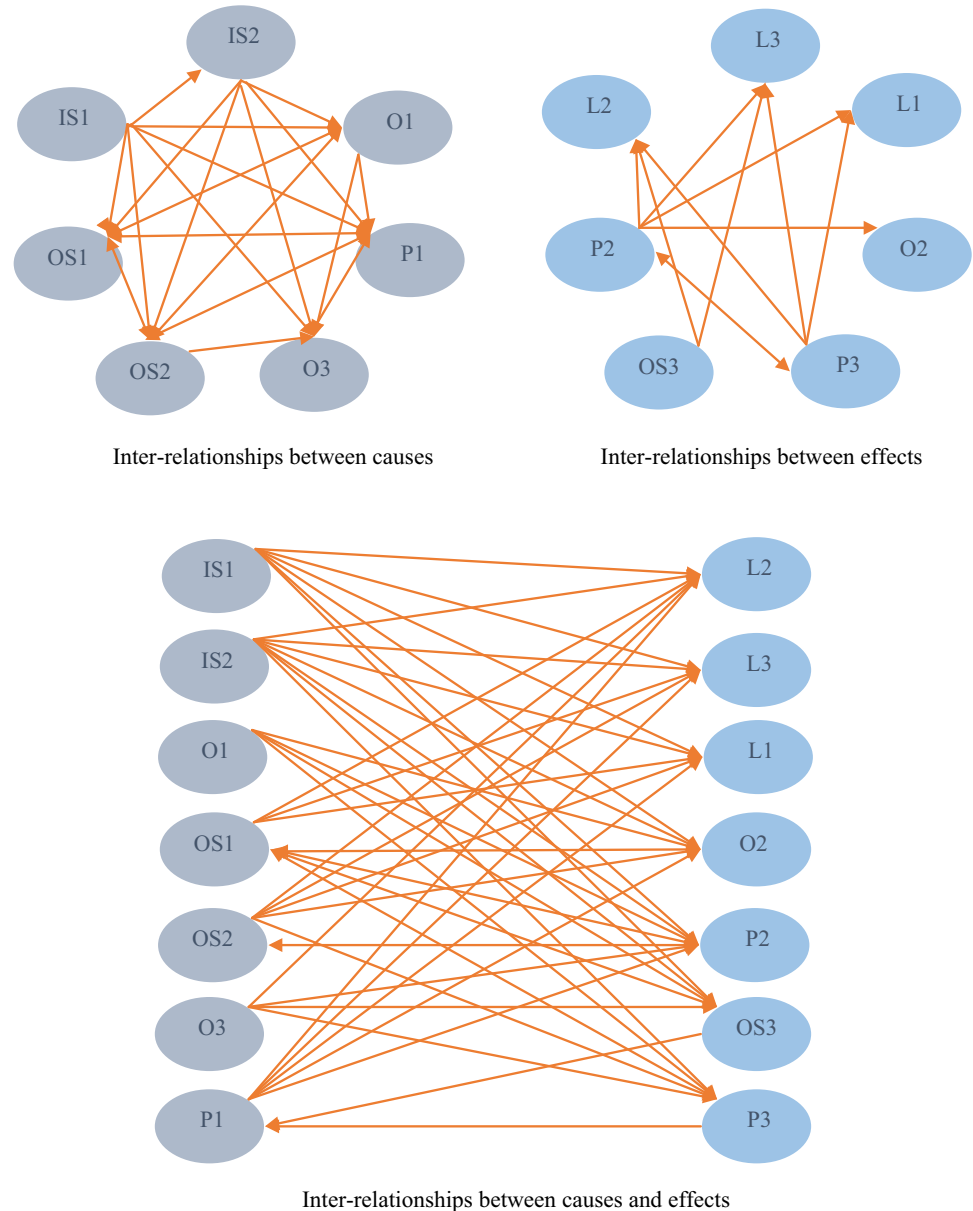 IS2
IS1
O1
OS1
P1
OS2
O3
L3
L2
L1
P2
O2
OS3
P3
Inter-relationships between causes
Inter-relationships between effects
IS1
L2
IS2
L3
O1
L1
OS1
O2
OS2
P2
O3
OS3
P1
P3
Inter-relationships between causes and effects